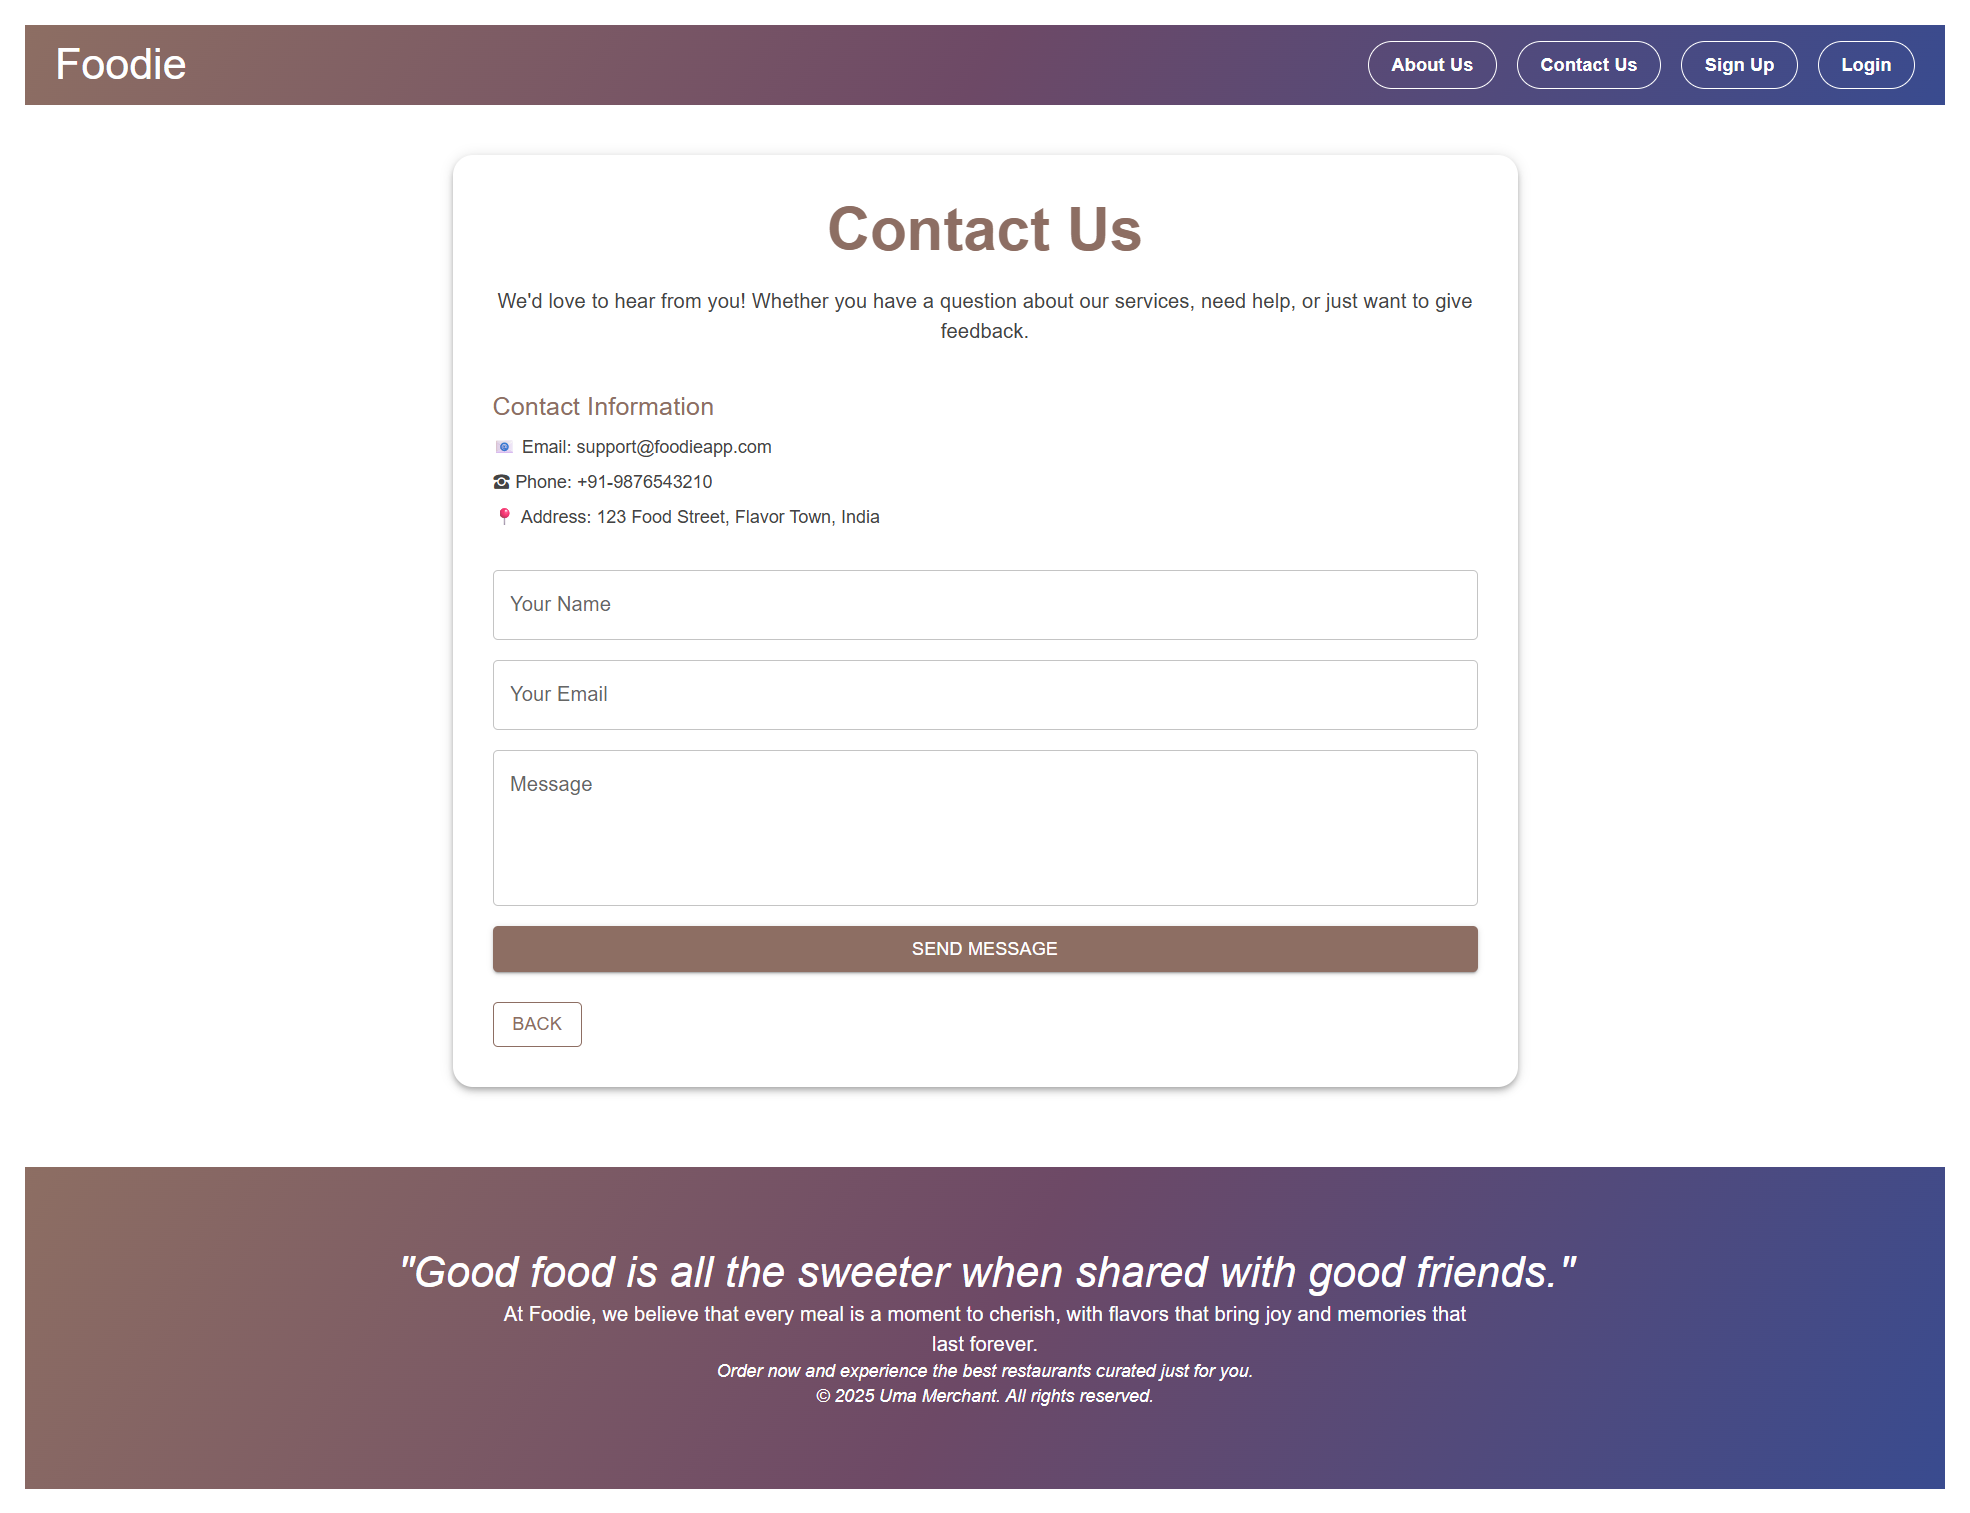 Foodie
About Us
Contact Us
Sign Up
Login
Contact Us
We'd love to hear from you! Whether you have a question about our services, need help, or just want to give
feedback.
Contact Information
📧 Email: support@foodieapp.com
☎ Phone: +91-9876543210
📍 Address: 123 Food Street, Flavor Town, India
Your Name
Your Email
Message
SEND MESSAGE
BACK
"Good food is all the sweeter when shared with good friends."
At Foodie, we believe that every meal is a moment to cherish, with flavors that bring joy and memories that
last forever.
Order now and experience the best restaurants curated just for you.
© 2025 Uma Merchant. All rights reserved.